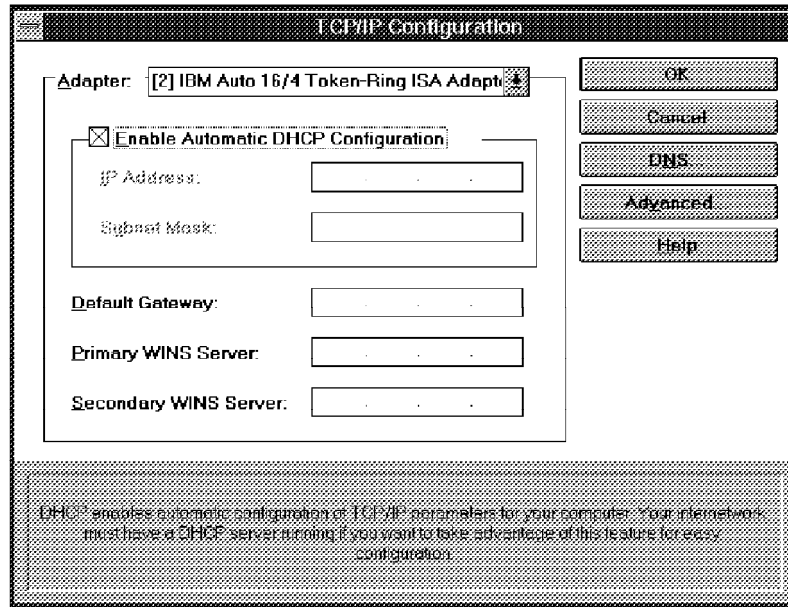 TCP/IP Configuration
Adapter: [2] IBM Auto 16/4 Token-Ring ISA Adapte
Enable Automatic DHCP Configuration
IP Address:
Subnet Mask:
Default Gateway:
Primary WINS Server:
Secondary WINS Server:
OK
Cancel
DNS...
Advanced...
Help
DHCP enables automatic configuration of TCP/IP parameters for your computer. Your internetwork
must have a DHCP server running if you want to take advantage of this feature for easy
configuration.